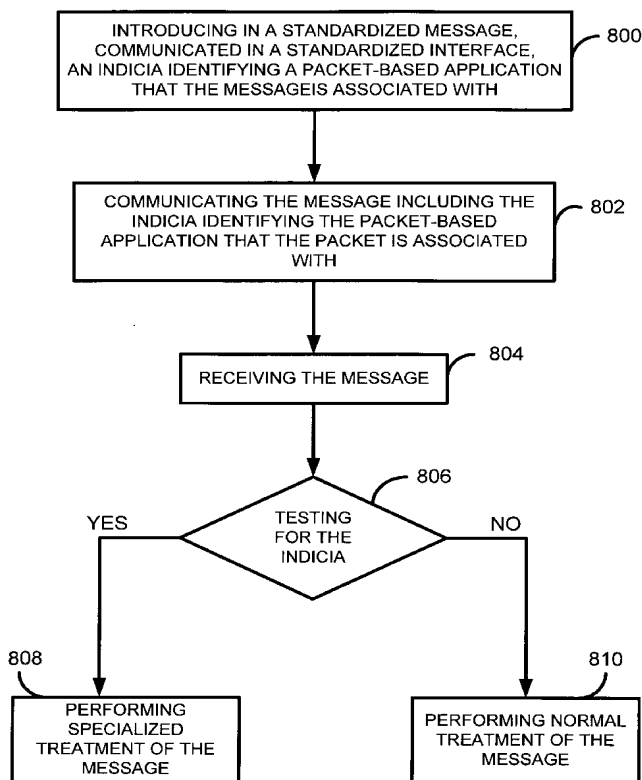 INTRODUCING IN A STANDARDIZED MESSAGE,
COMMUNICATED IN A STANDARDIZED INTERFACE,
AN INDICIA IDENTIFYING A PACKET-BASED APPLICATION
THAT THE MESSAGEIS ASSOCIATED WITH
800
COMMUNICATING THE MESSAGE INCLUDING THE
INDICIA IDENTIFYING THE PACKET-BASED
APPLICATION THAT THE PACKET IS ASSOCIATED
WITH
802
RECEIVING THE MESSAGE
804
806
TESTING
FOR THE
INDICIA
YES
NO
808
PERFORMING
SPECIALIZED
TREATMENT OF THE
MESSAGE
810
PERFORMING NORMAL
TREATMENT OF THE
MESSAGE